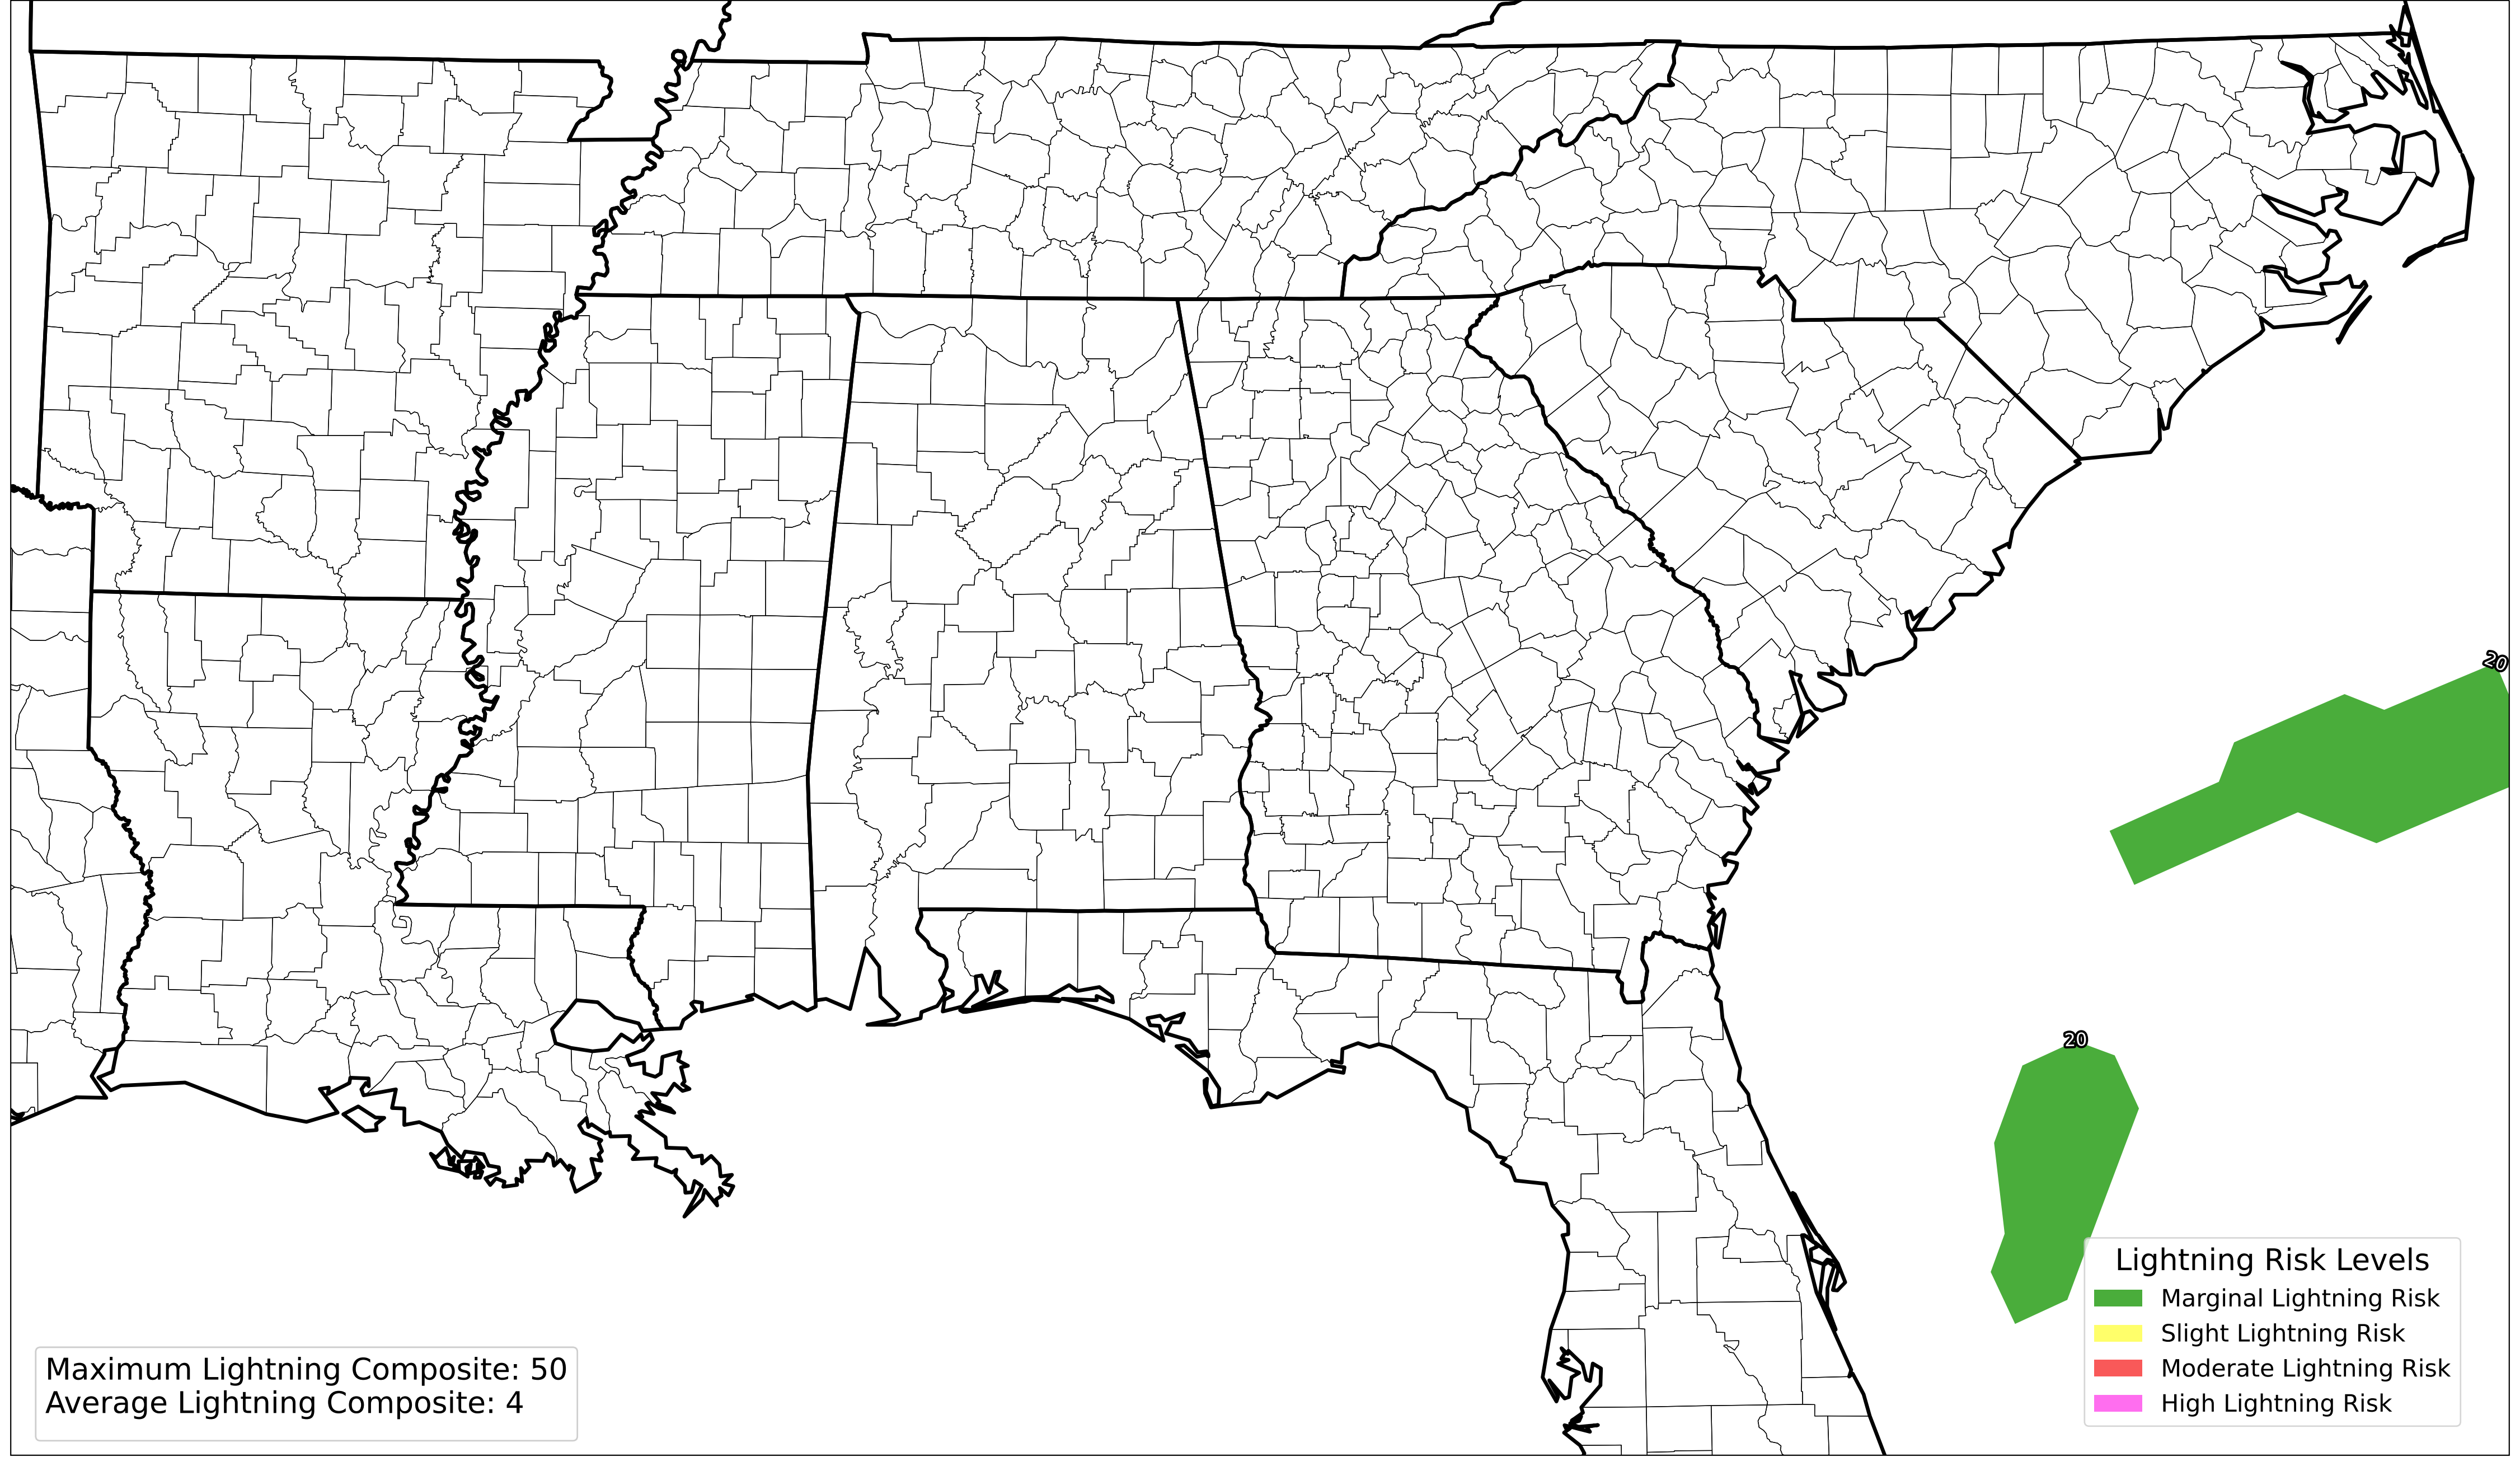 20
20
Lightning Risk Levels
Marginal Lightning Risk
Slight Lightning Risk
Moderate Lightning Risk
High Lightning Risk
Maximum Lightning Composite: 50
Average Lightning Composite: 4